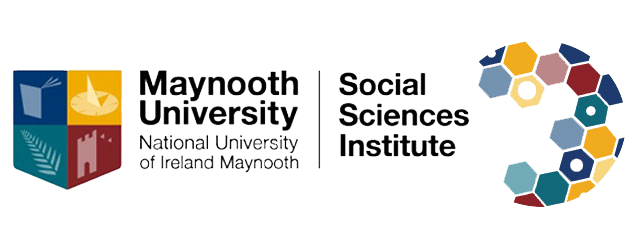 Maynooth
University
National University
of Ireland Maynooth
Social
Sciences
Institute